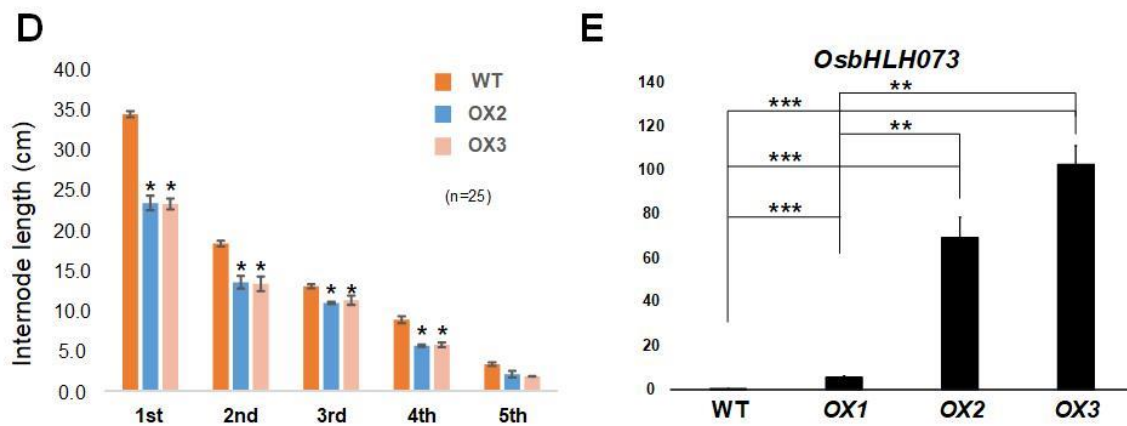 D
40.0
35.0
30.0
25.0
20.0
15.0
10.0
5.0
0.0
Internode length (cm)
WT
OX2
OX3
(n=25)
* *
* *
* *
* *
1st 2nd 3rd 4th 5th
E
OsbHLH073
140
120
100
80
60
40
20
0
**
***
**
***
***
WT OX1 OX2 OX3